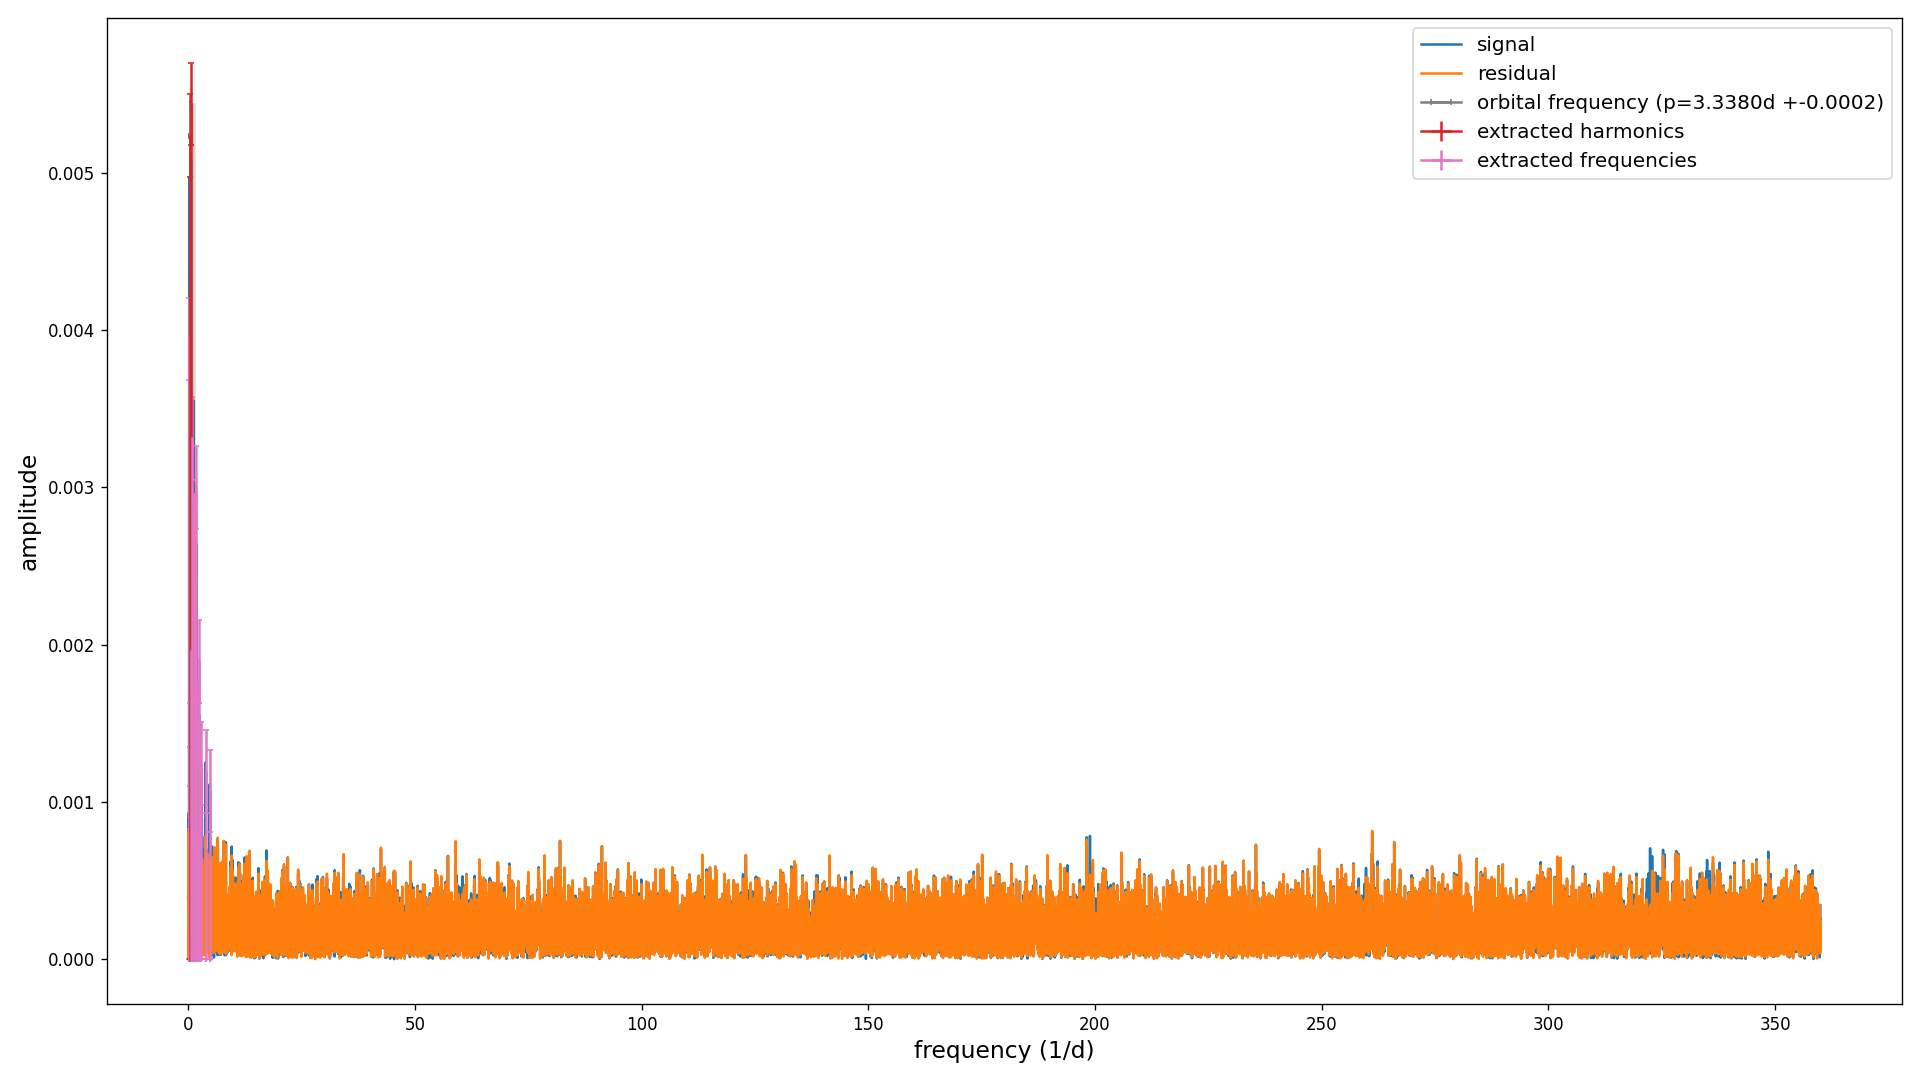 signal
residual
orbital frequency (p=3.3380d +-0.0002)
extracted harmonics
extracted frequencies
0.005
0.004
0.003
0.002
0.001
0.000
amplitude
0 50 100 150 200 250 300 350
frequency (1/d)